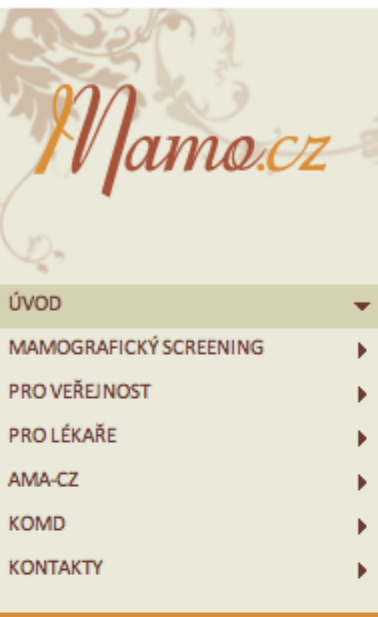 Mamo.cz
ÚVOD
MAMOGRAFICKÝ SCREENING
PRO VEŘEJNOST
PRO LÉKAŘE
AMA-CZ
KOMD
KONTAKTY